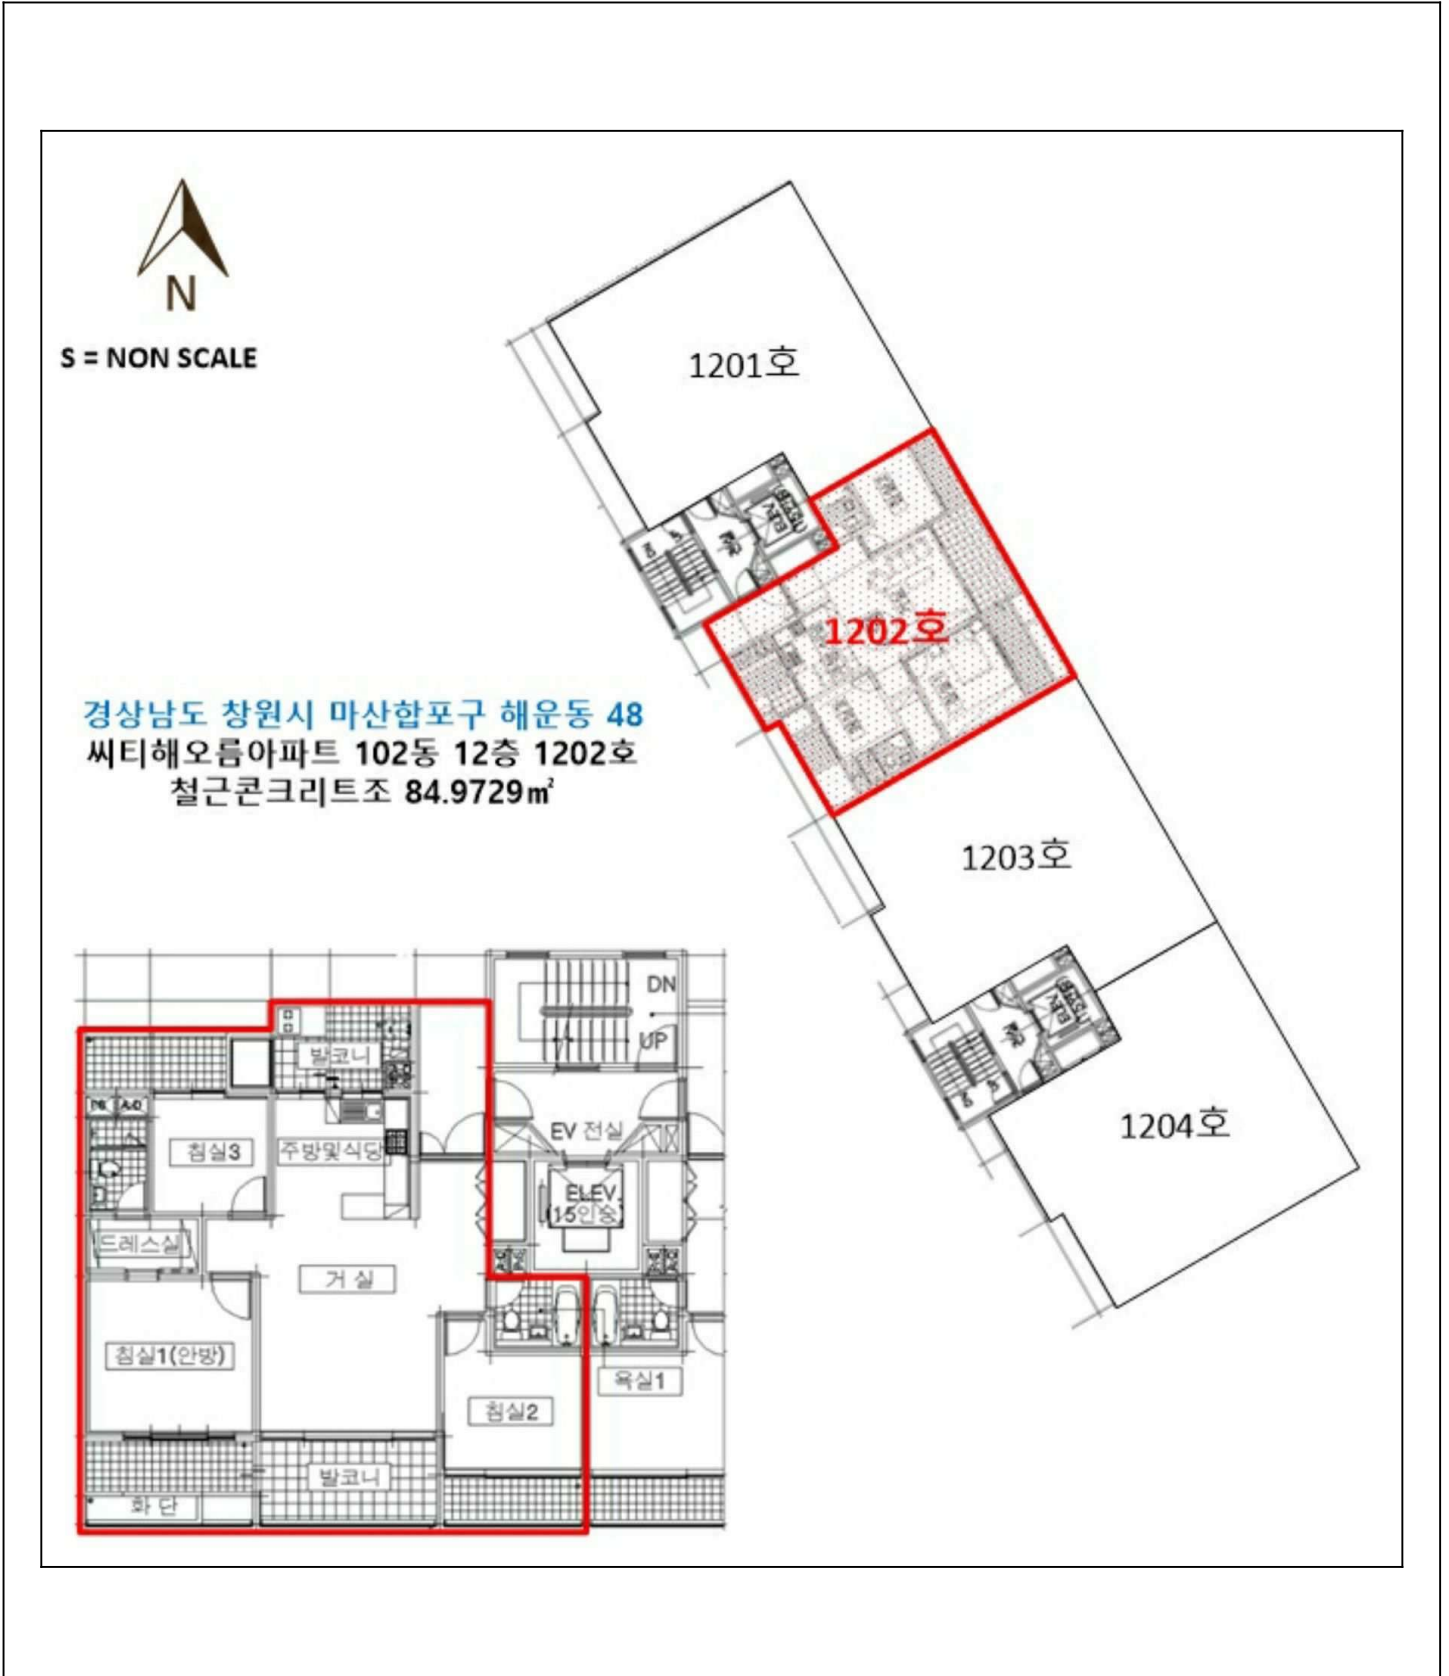 N
S = NON SCALE
1201호
1202호
1203호
1204호
ELEV
ELEV
경상남도 창원시 마산합포구 해운동 48
씨티해오름아파트 102동 12층 1202호
철근콘크리트조 84.9729㎡
DN
UP
발코니
EV 전실
침실3
주방및식당
ELEV.
15인승
드레스실
거 실
침실1(안방)
욕실1
침실2
발코니
화 단